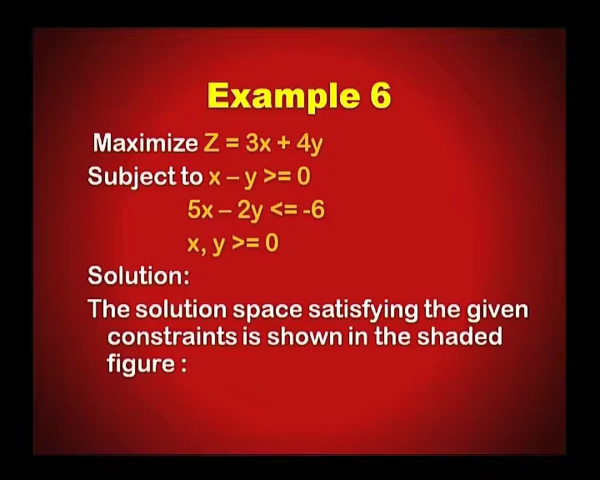 Example 6
Maximize Z = 3x + 4y
Subject to x – y >= 0
5x – 2y <= -6
x, y >= 0
Solution:
The solution space satisfying the given
constraints is shown in the shaded
figure :